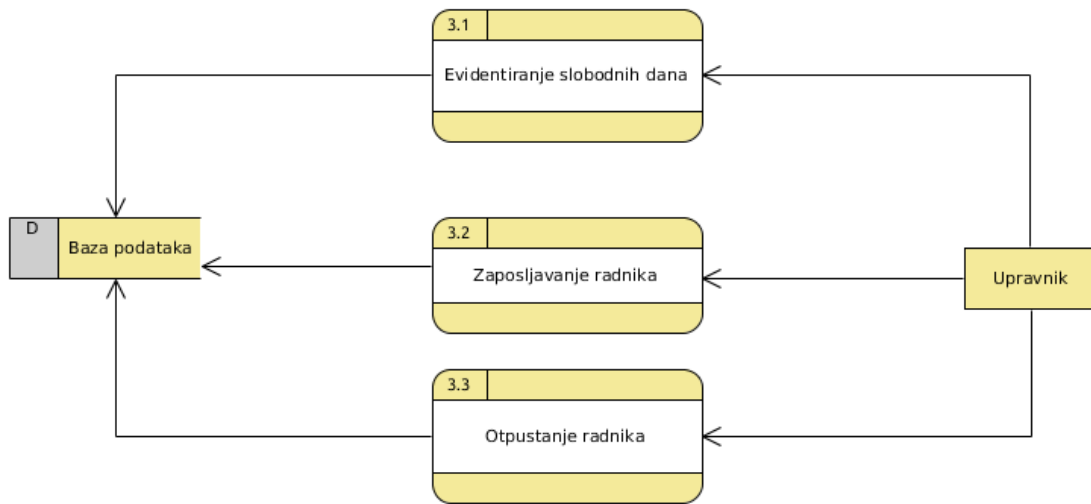 3.1
Evidentiranje slobodnih dana
D
Baza podataka
3.2
Zaposljavanje radnika
Upravnik
3.3
Otpustanje radnika